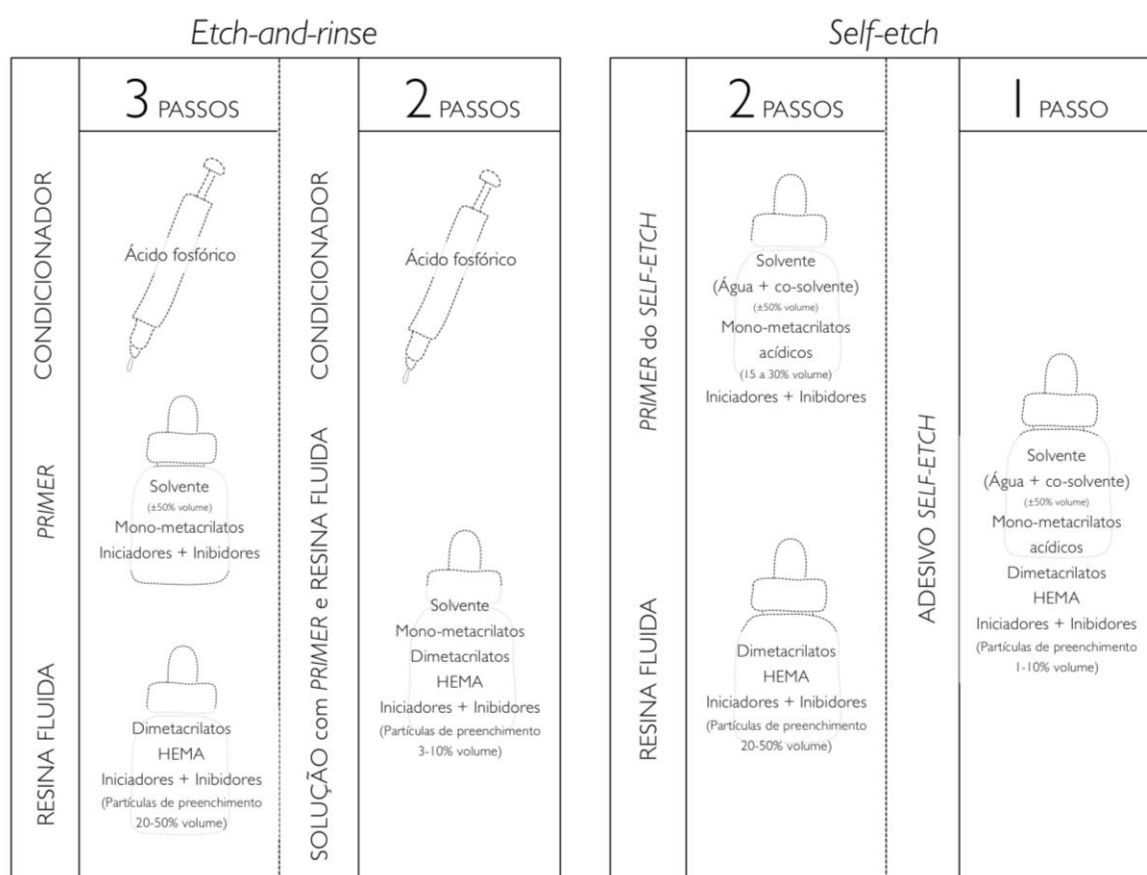 Etch-and-rinse
3 PASSOS
CONDICIONADOR
Ácido fosfórico
PRIMER
Solvente
(±50% volume)
Mono-metacrilatos
Iniciadores + Inibidores
RESINA FLUIDA
Dimetacrilatos
HEMA
Iniciadores + Inibidores
(Partículas de preenchimento
20-50% volume)
2 PASSOS
CONDICIONADOR
Ácido fosfórico
SOLUÇÃO com PRIMER e RESINA FLUIDA
Solvente
Mono-metacrilatos
Dimetacrilatos
HEMA
Iniciadores + Inibidores
(Partículas de preenchimento
3-10% volume)
Self-etch
2 PASSOS
PRIMER do SELF-ETCH
Solvente
(Água + co-solvente)
(±50% volume)
Mono-metacrilatos
acídicos
(15 a 30% volume)
Iniciadores + Inibidores
RESINA FLUIDA
Dimetacrilatos
HEMA
Iniciadores + Inibidores
(Partículas de preenchimento
20-50% volume)
1 PASSO
ADESIVO SELF-ETCH
Solvente
(Água + co-solvente)
(±50% volume)
Mono-metacrilatos
acídicos
Dimetacrilatos
HEMA
Iniciadores + Inibidores
(Partículas de preenchimento
1-10% volume)